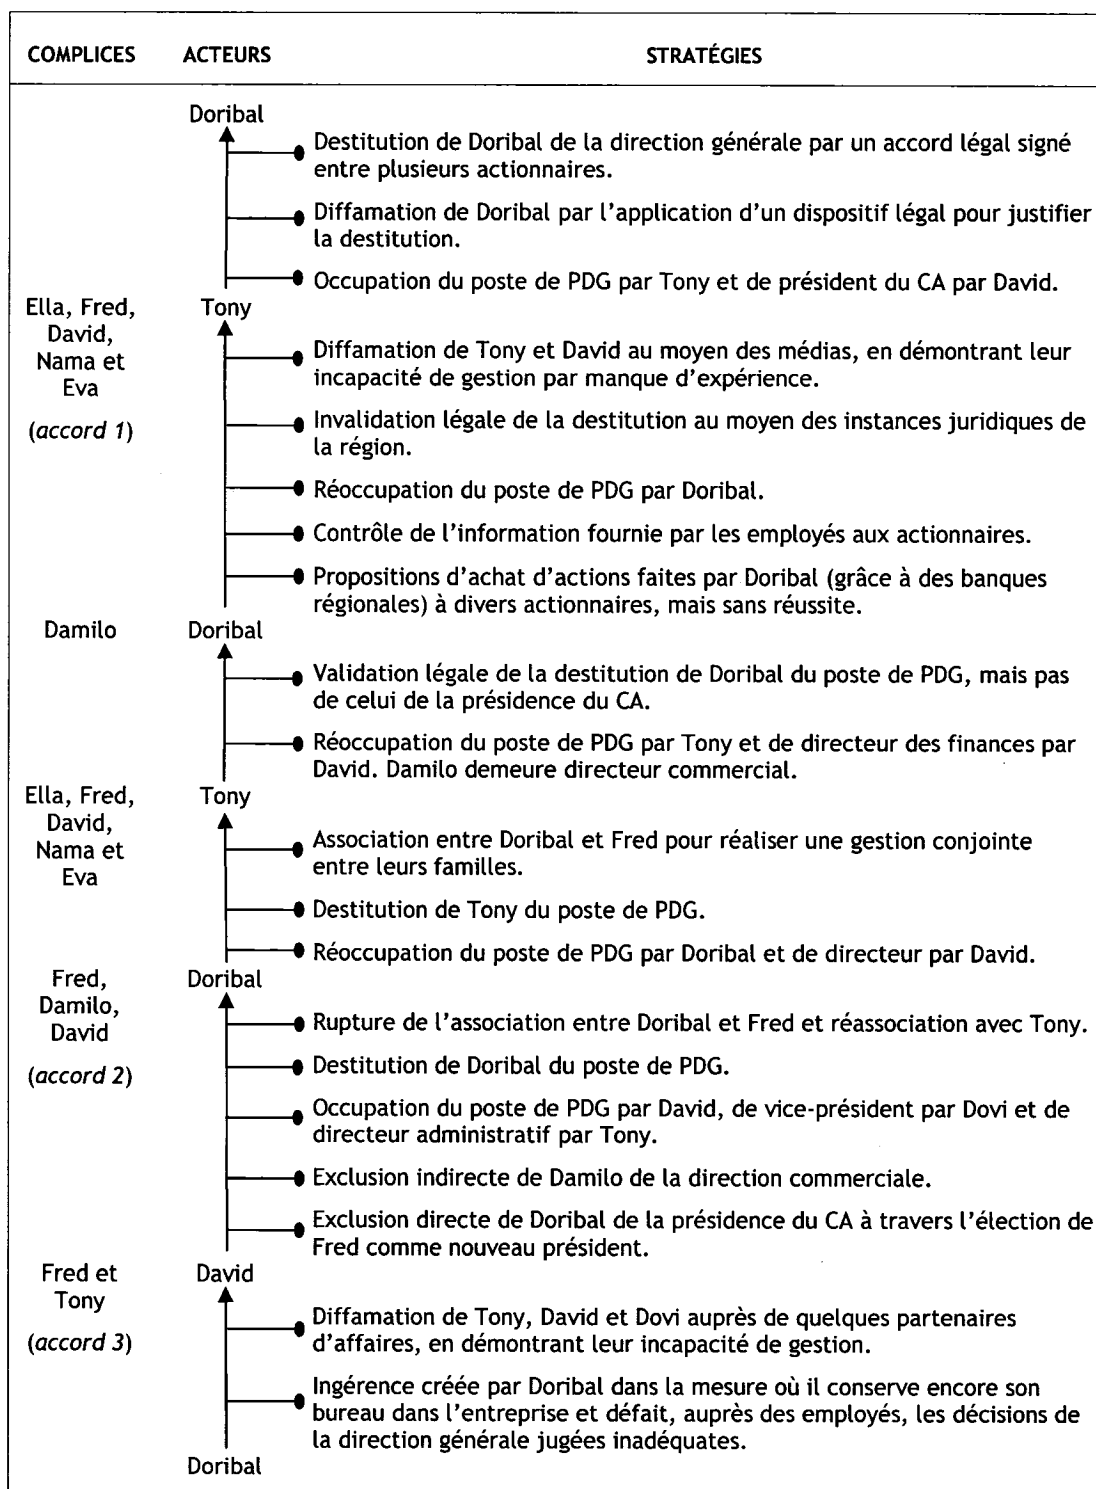 COMPLICES ACTEURS STRATÉGIES
Doribal
Destitution de Doribal de la direction générale par un accord légal signé
entre plusieurs actionnaires.
Diffamation de Doribal par l'application d'un dispositif légal pour justifier
la destitution.
Occupation du poste de PDG par Tony et de président du CA par David.
Ella, Fred,
David,
Nama et
Eva
(accord 1)
Tony
Diffamation de Tony et David au moyen des médias, en démontrant leur
incapacité de gestion par manque d'expérience.
Invalidation légale de la destitution au moyen des instances juridiques de
la région.
Réoccupation du poste de PDG par Doribal.
Contrôle de l'information fournie par les employés aux actionnaires.
Propositions d'achat d'actions faites par Doribal (grâce à des banques
régionales) à divers actionnaires, mais sans réussite.
Damilo
Doribal
Validation légale de la destitution de Doribal du poste de PDG, mais pas
de celui de la présidence du CA.
Réoccupation du poste de PDG par Tony et de directeur des finances par
David. Damilo demeure directeur commercial.
Ella, Fred,
David,
Nama et
Eva
Tony
Association entre Doribal et Fred pour réaliser une gestion conjointe
entre leurs familles.
Destitution de Tony du poste de PDG.
Réoccupation du poste de PDG par Doribal et de directeur par David.
Fred,
Damilo,
David
(accord 2)
Doribal
Rupture de l'association entre Doribal et Fred et réassociation avec Tony.
Destitution de Doribal du poste de PDG.
Occupation du poste de PDG par David, de vice-président par Dovi et de
directeur administratif par Tony.
Exclusion indirecte de Damilo de la direction commerciale.
Exclusion directe de Doribal de la présidence du CA à travers l'élection de
Fred comme nouveau président.
Fred et
Tony
(accord 3)
David
Diffamation de Tony, David et Dovi auprès de quelques partenaires
d'affaires, en démontrant leur incapacité de gestion.
Ingérence créée par Doribal dans la mesure où il conserve encore son
bureau dans l'entreprise et défait, auprès des employés, les décisions de
la direction générale jugées inadéquates.
Doribal